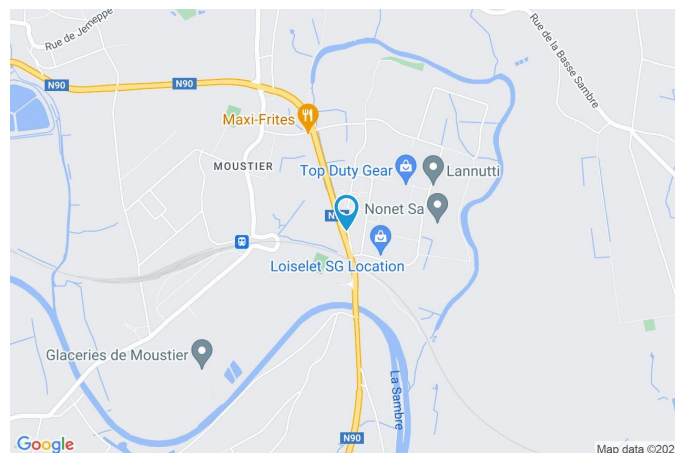 Rue de Jemeppe
Rue de la Basse Sambre
N90
N90
Maxi-Frites
MOUSTIER
Top Duty Gear
Lannutti
Nonet Sa
Loiselet SG Location
Glaceries de Moustier
La Sambre
N90
Google
Map data ©202